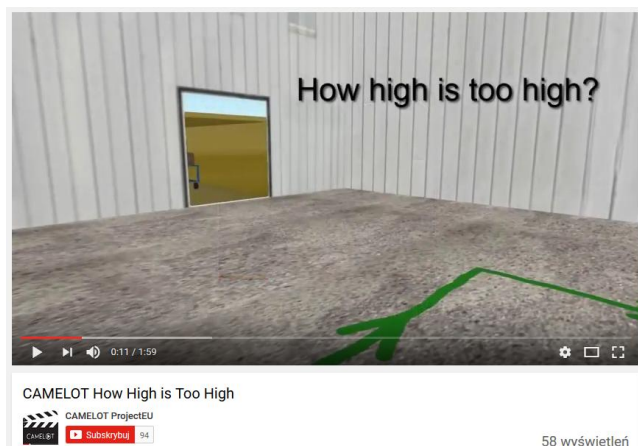 How high is too high?
0:11 / 1:59
CAMELOT How High is Too High
CAMELOT ProjectEU
CAMELOT
Subskrybuj 94
58 wyświetleń